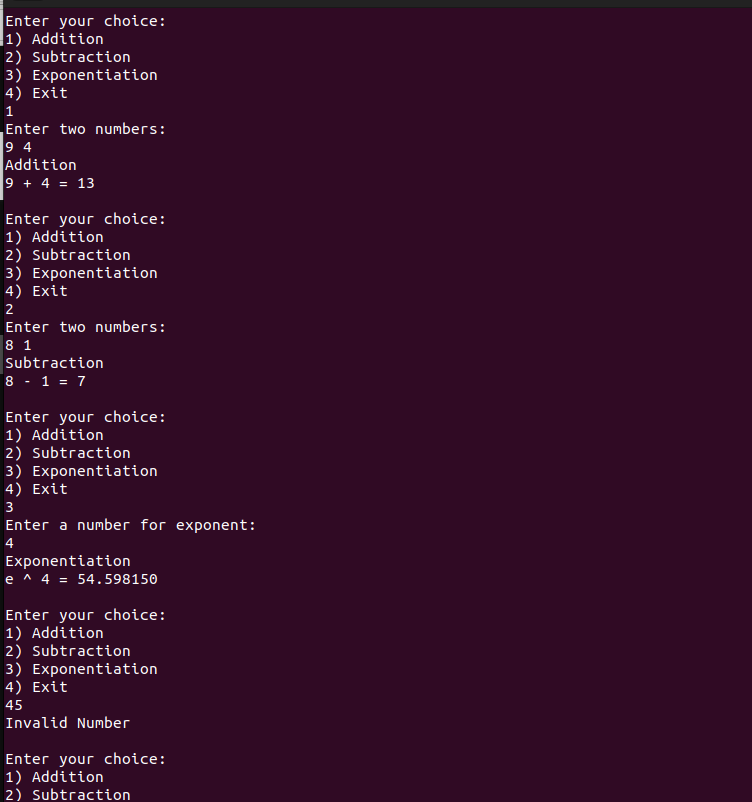 Enter your choice:
1) Addition
2) Subtraction
3) Exponentiation
4) Exit
1
Enter two numbers:
9 4
Addition
9 + 4 = 13

Enter your choice:
1) Addition
2) Subtraction
3) Exponentiation
4) Exit
2
Enter two numbers:
8 1
Subtraction
8 - 1 = 7

Enter your choice:
1) Addition
2) Subtraction
3) Exponentiation
4) Exit
3
Enter a number for exponent:
4
Exponentiation
e ^ 4 = 54.598150

Enter your choice:
1) Addition
2) Subtraction
3) Exponentiation
4) Exit
45
Invalid Number

Enter your choice:
1) Addition
2) Subtraction